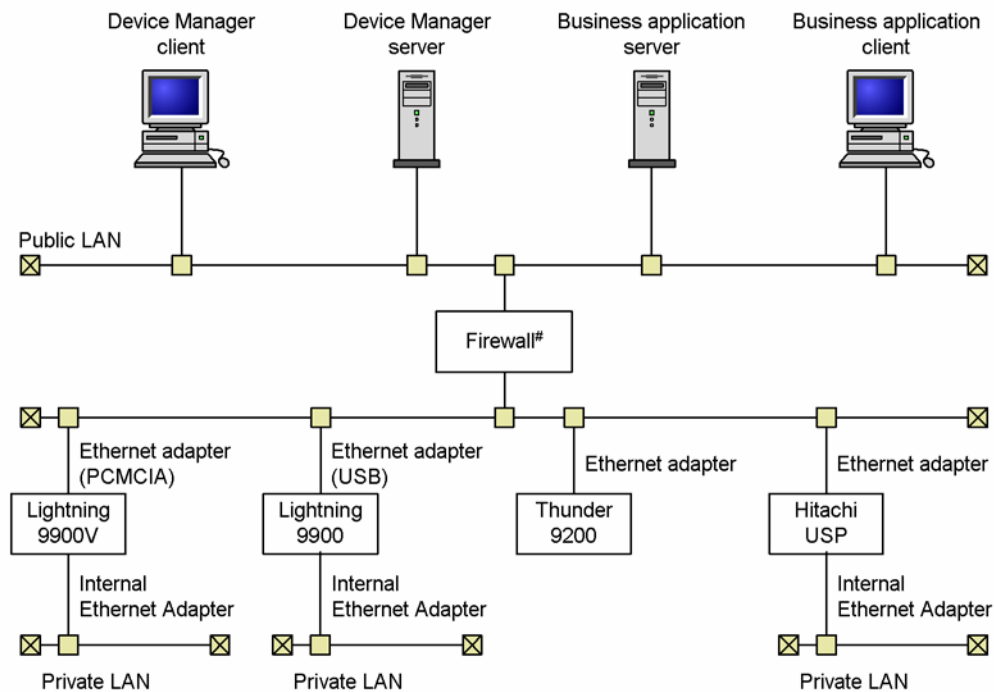 Device Manager
client
Device Manager
server
Business application
server
Business application
client
Public LAN
Firewall#
Ethernet adapter
(PCMCIA)
Ethernet adapter
(USB)
Ethernet adapter
Ethernet adapter
Lightning
9900V
Lightning
9900
Thunder
9200
Hitachi
USP
Internal
Ethernet Adapter
Internal
Ethernet Adapter
Internal
Ethernet Adapter
Private LAN
Private LAN
Private LAN